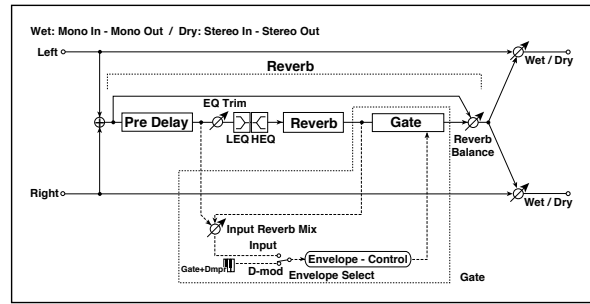 Wet: Mono In - Mono Out / Dry: Stereo In - Stereo Out
Left
Wet / Dry
Reverb
EQ Trim
Pre Delay
LEQ HEQ
Reverb
Gate
Reverb
Balance
Right
Wet / Dry
Input Reverb Mix
Input
Envelope - Control
Gate+Dmpr
D-mod
Envelope Select
Gate